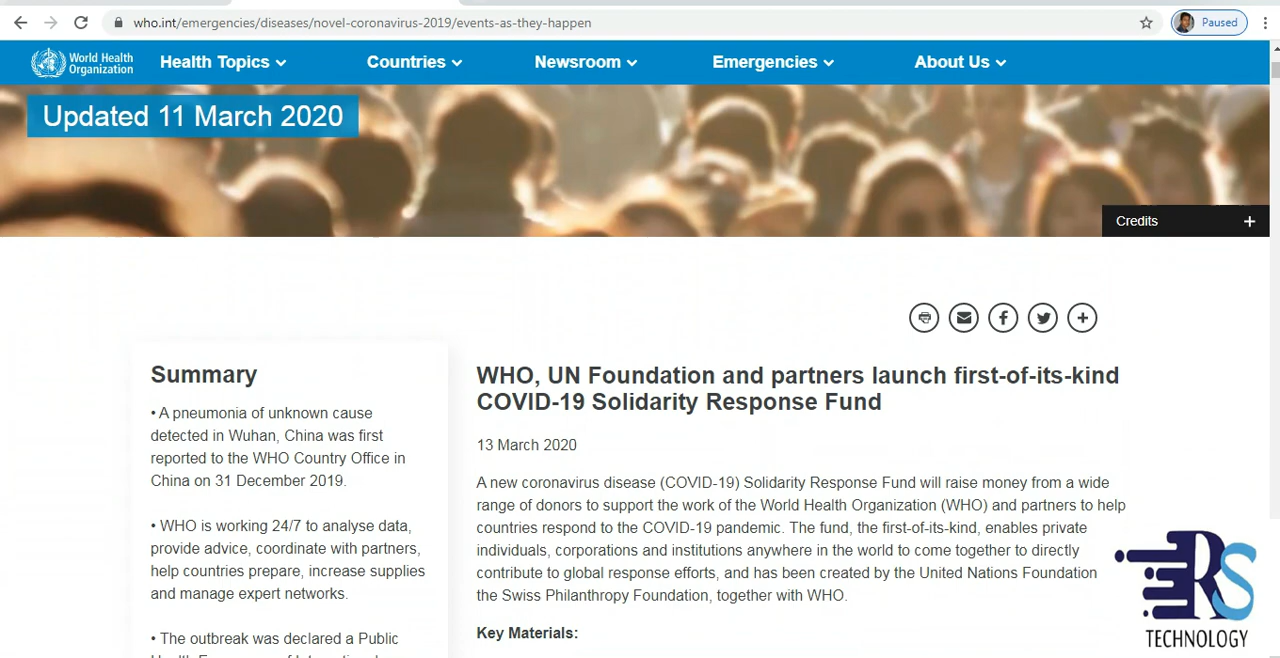 who.int/emergencies/diseases/novel-coronavirus-2019/events-as-they-happen
Paused
World Health
Organization
Health Topics
Countries
Newsroom
Emergencies
About Us
Updated 11 March 2020
Credits +
Summary
• A pneumonia of unknown cause
detected in Wuhan, China was first
reported to the WHO Country Office in
China on 31 December 2019.
• WHO is working 24/7 to analyse data,
provide advice, coordinate with partners,
help countries prepare, increase supplies
and manage expert networks.
• The outbreak was declared a Public
WHO, UN Foundation and partners launch first-of-its-kind
COVID-19 Solidarity Response Fund
13 March 2020
A new coronavirus disease (COVID-19) Solidarity Response Fund will raise money from a wide
range of donors to support the work of the World Health Organization (WHO) and partners to help
countries respond to the COVID-19 pandemic. The fund, the first-of-its-kind, enables private
individuals, corporations and institutions anywhere in the world to come together to directly
contribute to global response efforts, and has been created by the United Nations Foundation
the Swiss Philanthropy Foundation, together with WHO.
Key Materials:
RS
TECHNOLOGY